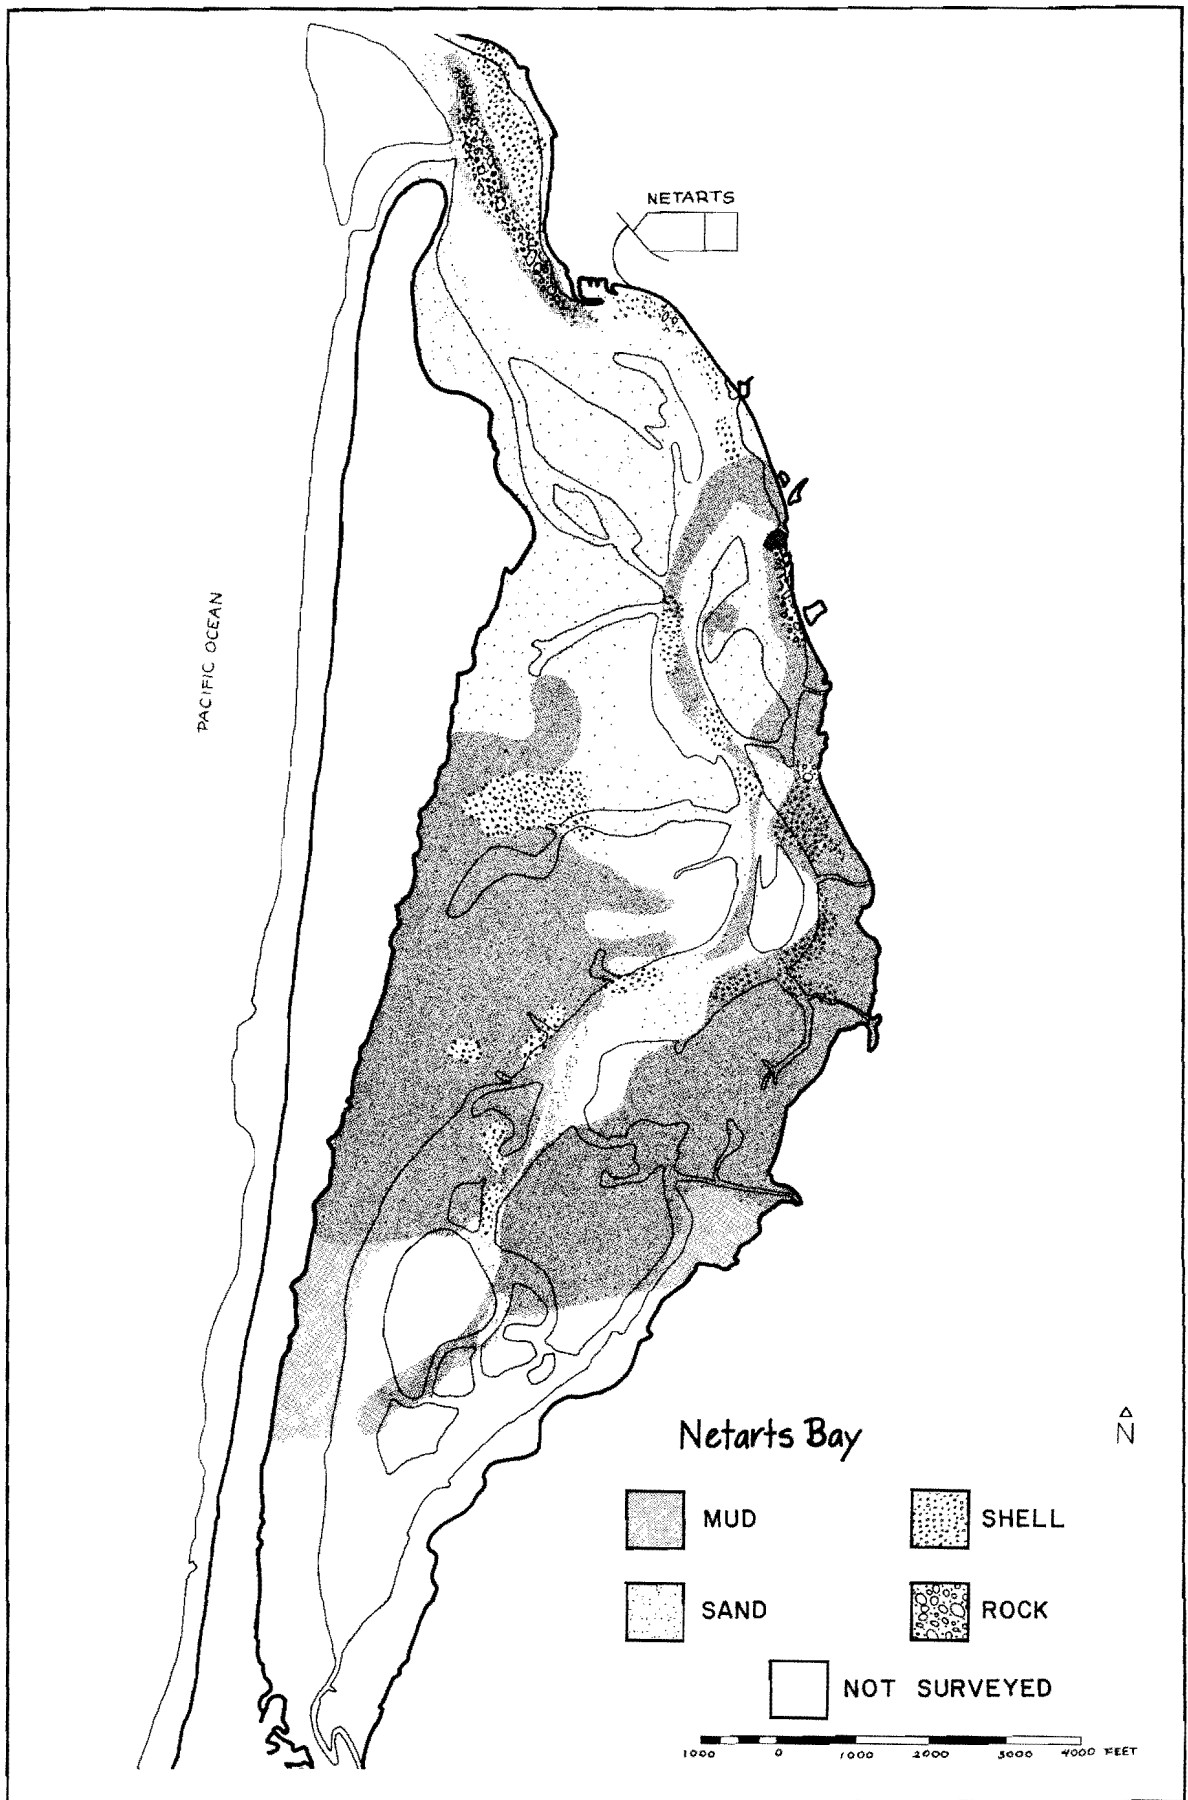 NETARTS
PACIFIC OCEAN
Netarts Bay
N
MUD
SHELL
SAND
ROCK
NOT SURVEYED
1000 0 1000 2000 3000 4000 FEET